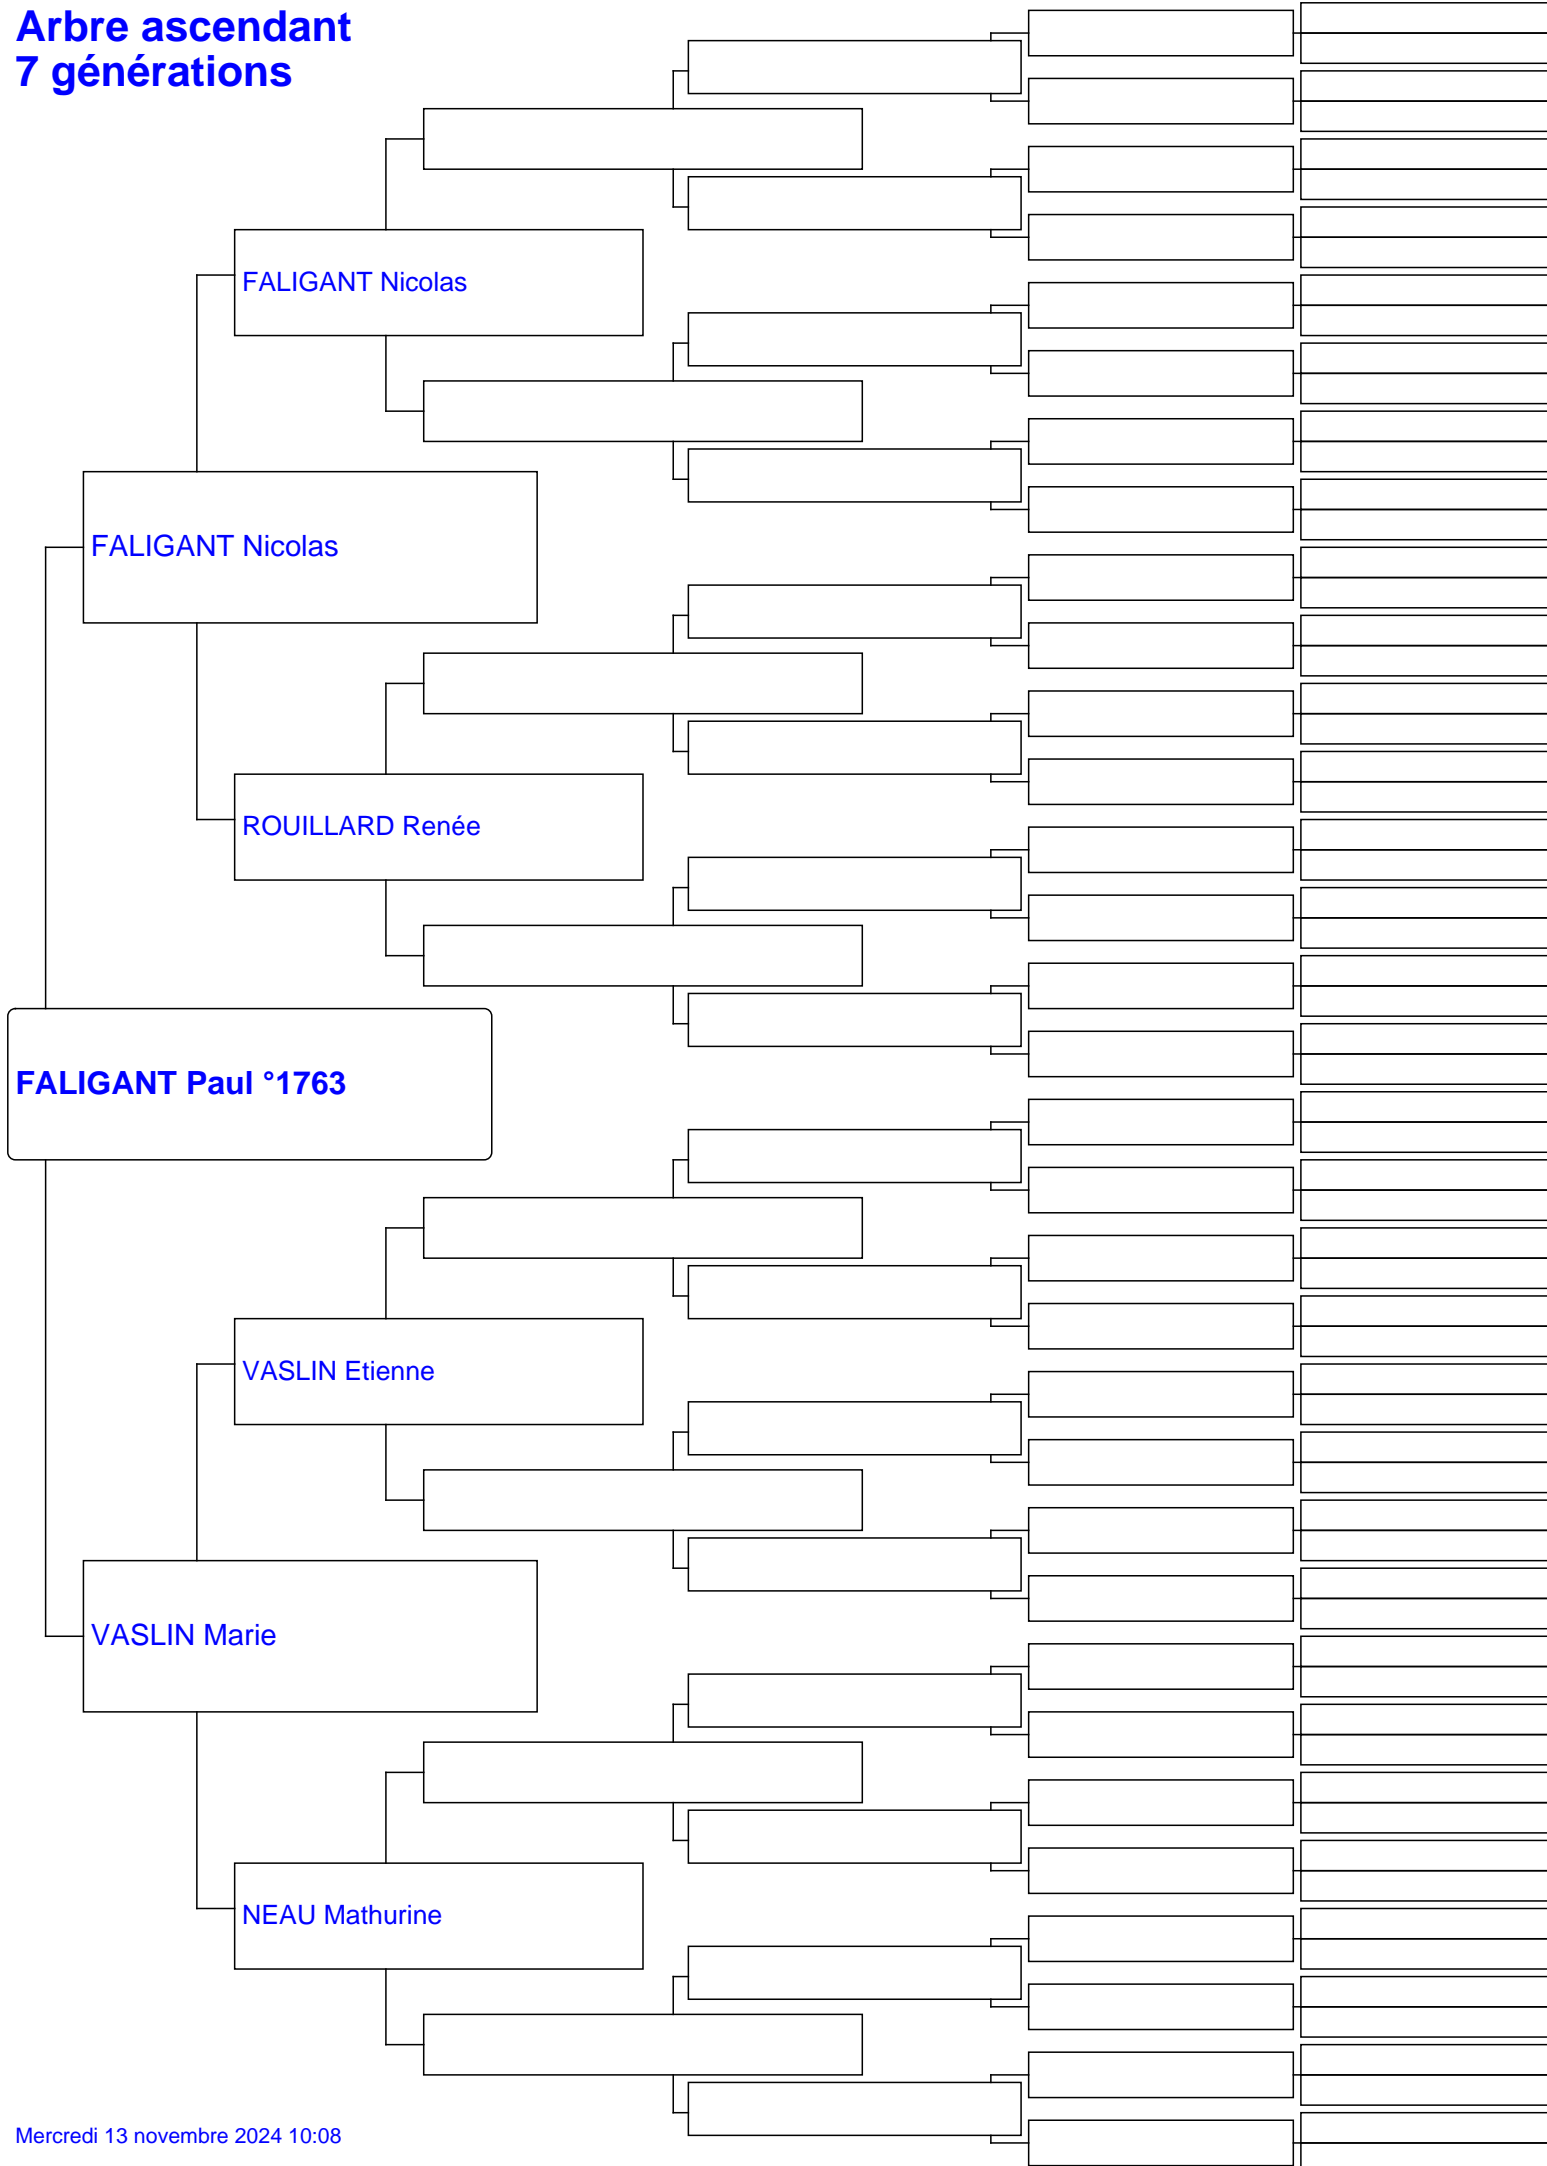 Arbre ascendant
7 générations
FALIGANT Nicolas
FALIGANT Nicolas
ROUILLARD Renée
FALIGANT Paul °1763
VASLIN Etienne
VASLIN Marie
NEAU Mathurine
Mercredi 13 novembre 2024 10:08